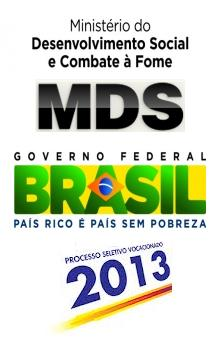 Ministério do
Desenvolvimento Social
e Combate à Fome
MDS
GOVERNO FEDERAL
BRASIL
PAÍS RICO É PAÍS SEM POBREZA
PROCESSO SELETIVO VOCACIONADO
2013